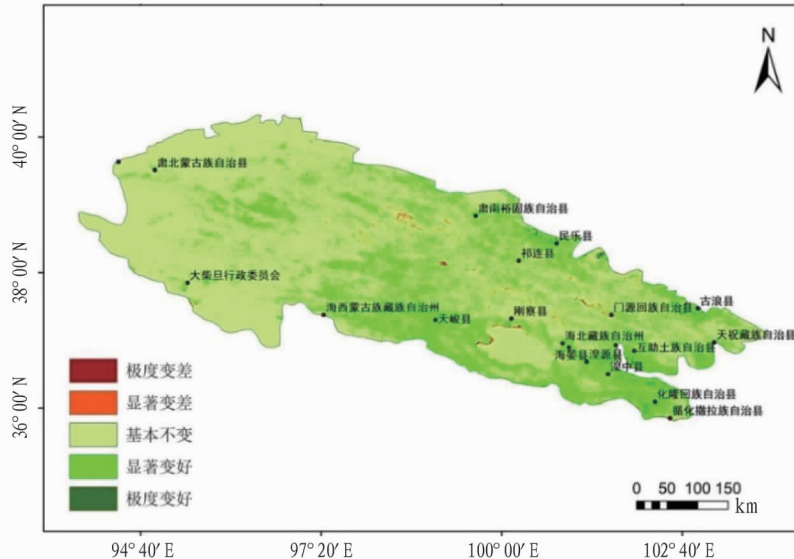 N
40°00′N
38°00′N
36°00′N
肃北蒙古族自治县
肃南裕固族自治县
民乐县
祁连县
大柴旦行政委员会
海西蒙古族藏族自治州
天峻县
刚察县
门源回族自治县
古浪县
海北藏族自治州
天祝藏族自治县
互助土族自治县
海晏县
湟源县
湟中县
化隆回族自治县
循化撒拉族自治县
极度变差
显著变差
基本不变
显著变好
极度变好
0 50 100 150
km
94°40′E
97°20′E
100°00′E
102°40′E